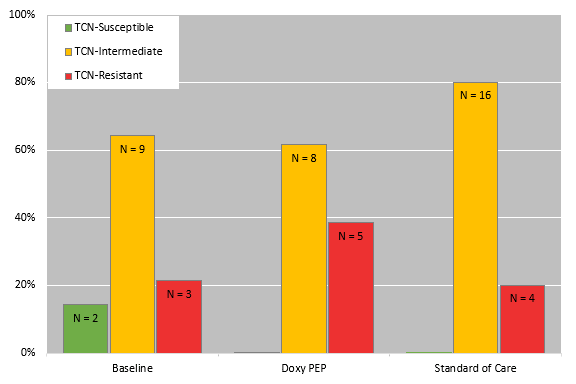 100%
TCN-Susceptible
TCN-Intermediate
80%
TCN-Resistant
N = 16
60%
N = 9
N = 8
40%
N = 5
20%
N = 2
N = 3
N = 4
0%
Baseline
Doxy PEP
Standard of Care